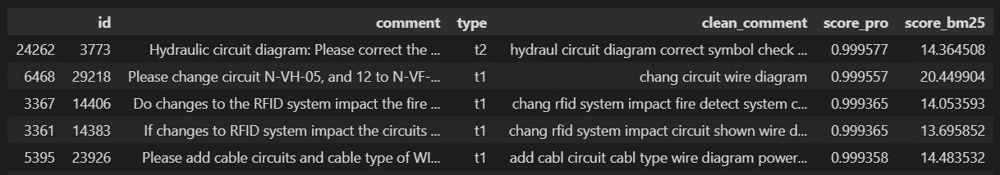 id comment type clean_comment score_pro score_bm25
24262 3773 Hydraulic circuit diagram: Please correct the ... t2 hydraul circuit diagram correct symbol check ... 0.999577 14.364508
6468 29218 Please change circuit N-VH-05, and 12 to N-VF-... t1 chang circuit wire diagram 0.999557 20.449904
3367 14406 Do changes to the RFID system impact the fire ... t1 chang rfid system impact fire detect system c... 0.999365 14.053593
3361 14383 If changes to RFID system impact the circuits ... t1 chang rfid system impact circuit shown wire d... 0.999365 13.695852
5395 23926 Please add cable circuits and cable type of WI... t1 add cabl circuit cabl type wire diagram power... 0.999358 14.483532